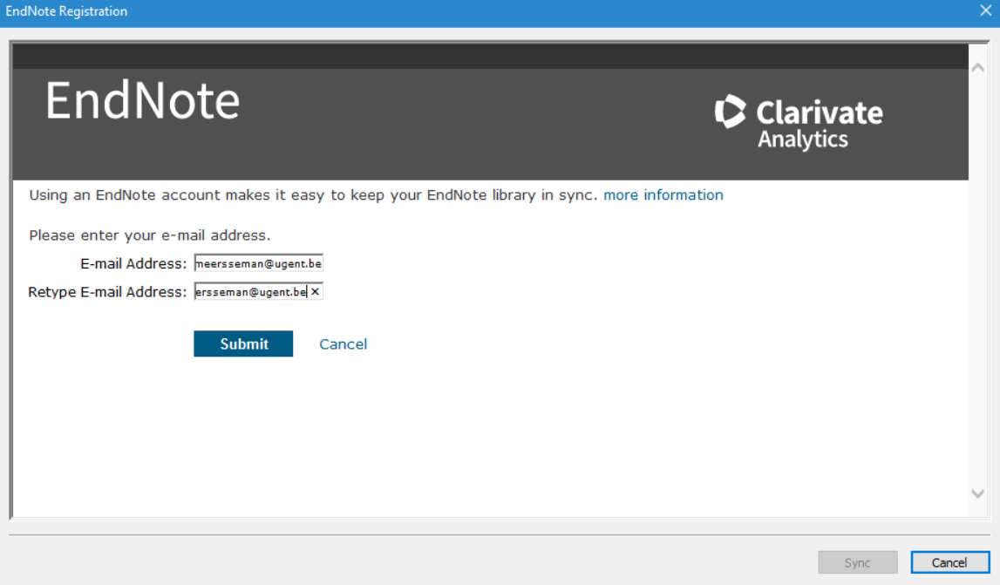 EndNote Registration
EndNote
Clarivate
Analytics
Using an EndNote account makes it easy to keep your EndNote library in sync. more information
Please enter your e-mail address.
E-mail Address: meersseman@ugent.be
Retype E-mail Address: ersseman@ugent.be
Submit Cancel
Sync Cancel